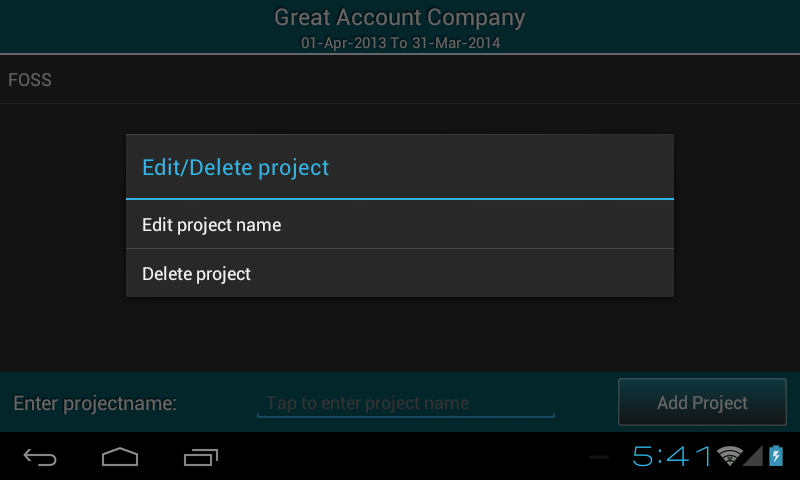 Great Account Company
01-Apr-2013 To 31-Mar-2014
FOSS
Edit/Delete project
Edit project name
Delete project
Enter projectname: Tap to enter project name Add Project
5:41